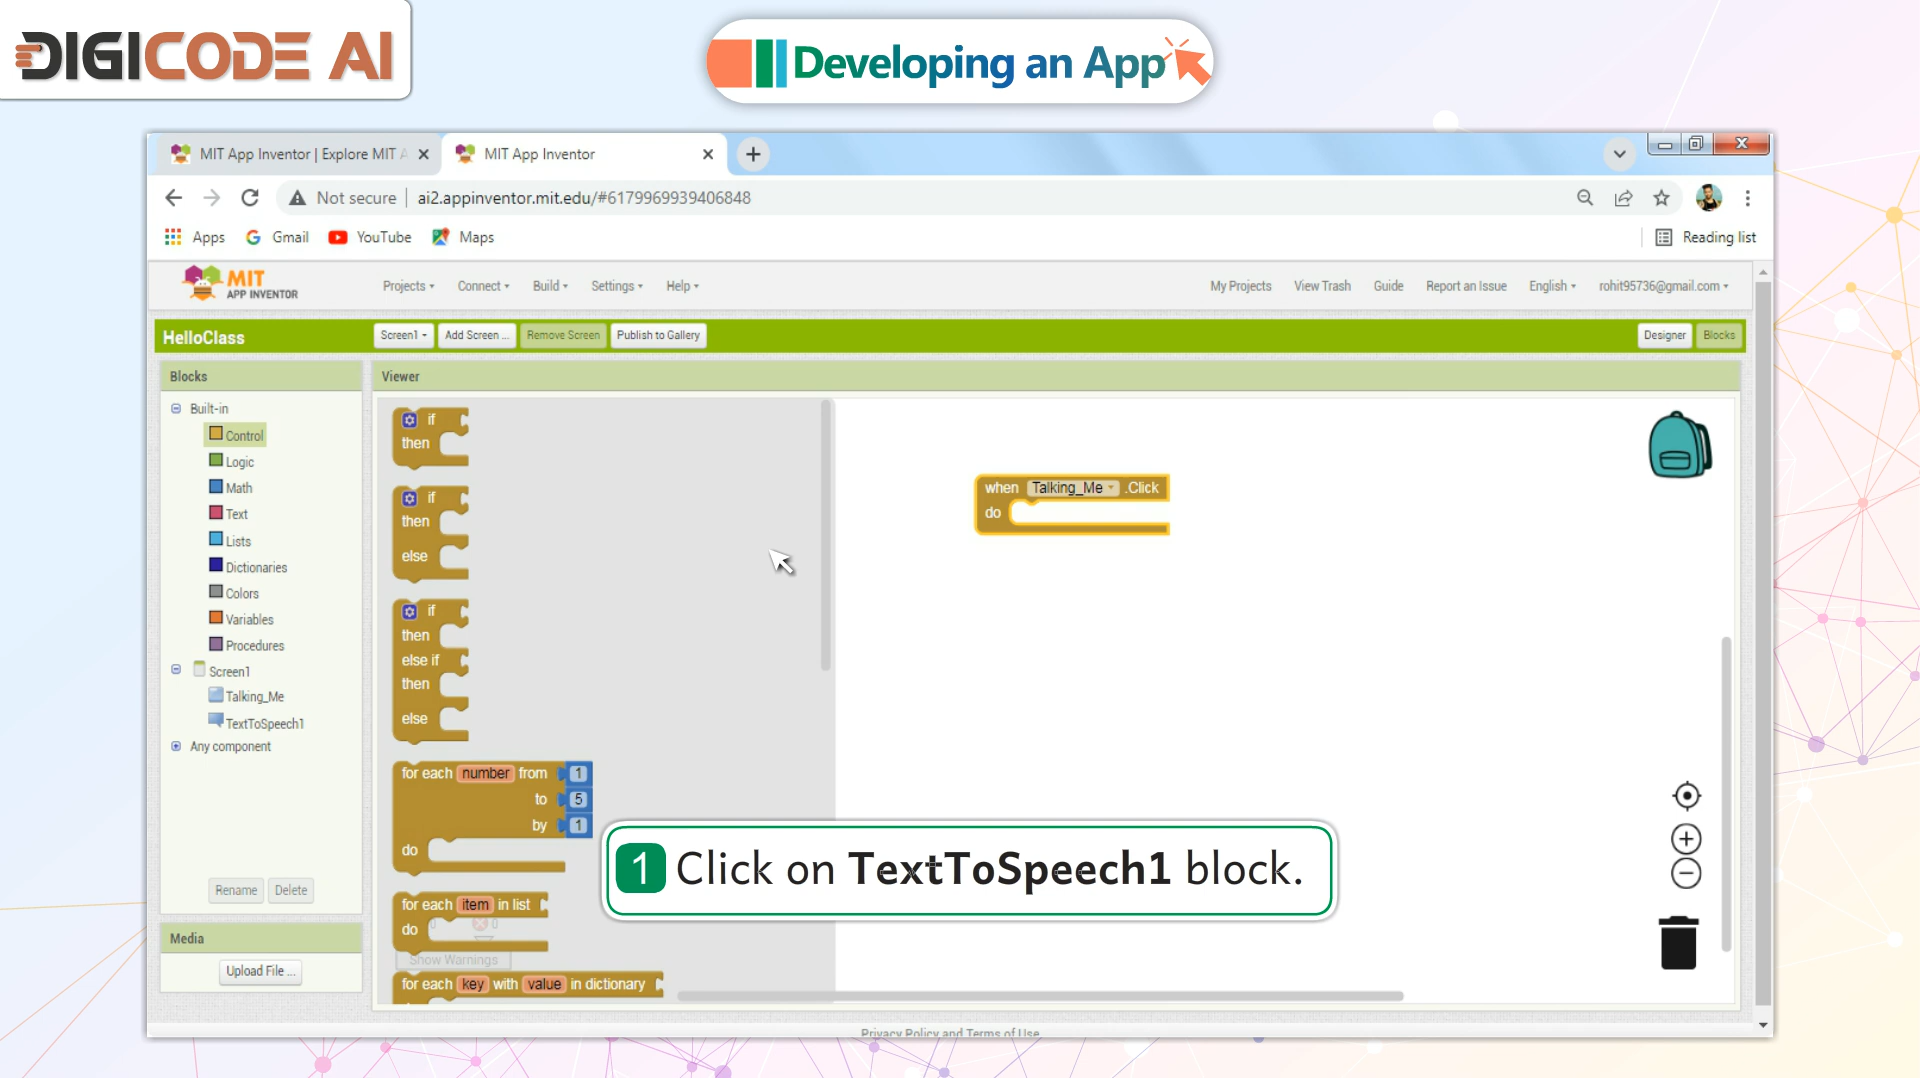 DIGICODE AI
Developing an App
MIT App Inventor | Explore MIT A
MIT App Inventor
Not secure
ai2.appinventor.mit.edu/#6179969939406848
Apps
Gmail
YouTube
Maps
Reading list
MIT
APP INVENTOR
Projects
Connect
Build
Settings
Help
My Projects
View Trash
Guide
Report an Issue
English
rohit95736@gmail.com
HelloClass
Screen1
Add Screen ...
Remove Screen
Publish to Gallery
Designer
Blocks
Blocks
Viewer
Built-in
Control
Logic
Math
Text
Lists
Dictionaries
Colors
Variables
Procedures
Screen1
Talking_Me
TextToSpeech1
Any component
Rename
Delete
Media
Upload File ...
if
then
if
then
else
if
then
else if
then
else
for each number from 1
to 5
by 1
do
for each item in list
do
0
0
Show Warnings
for each key with value in dictionary
when Talking_Me .Click
do
1 Click on TextToSpeech1 block.
Privacy Policy and Terms of Use